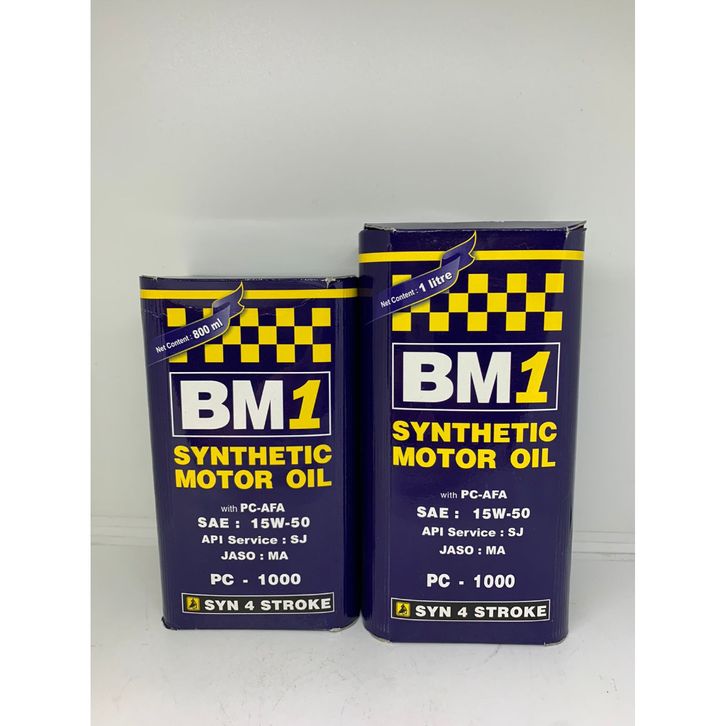 Net Content : 800 ml
BM1
SYNTHETIC
MOTOR OIL
with PC-AFA
SAE : 15W-50
API Service : SJ
JASO : MA
PC - 1000
SYN 4 STROKE
Net Content : 1 litre
BM1
SYNTHETIC
MOTOR OIL
with PC-AFA
SAE : 15W-50
API Service : SJ
JASO : MA
PC - 1000
SYN 4 STROKE